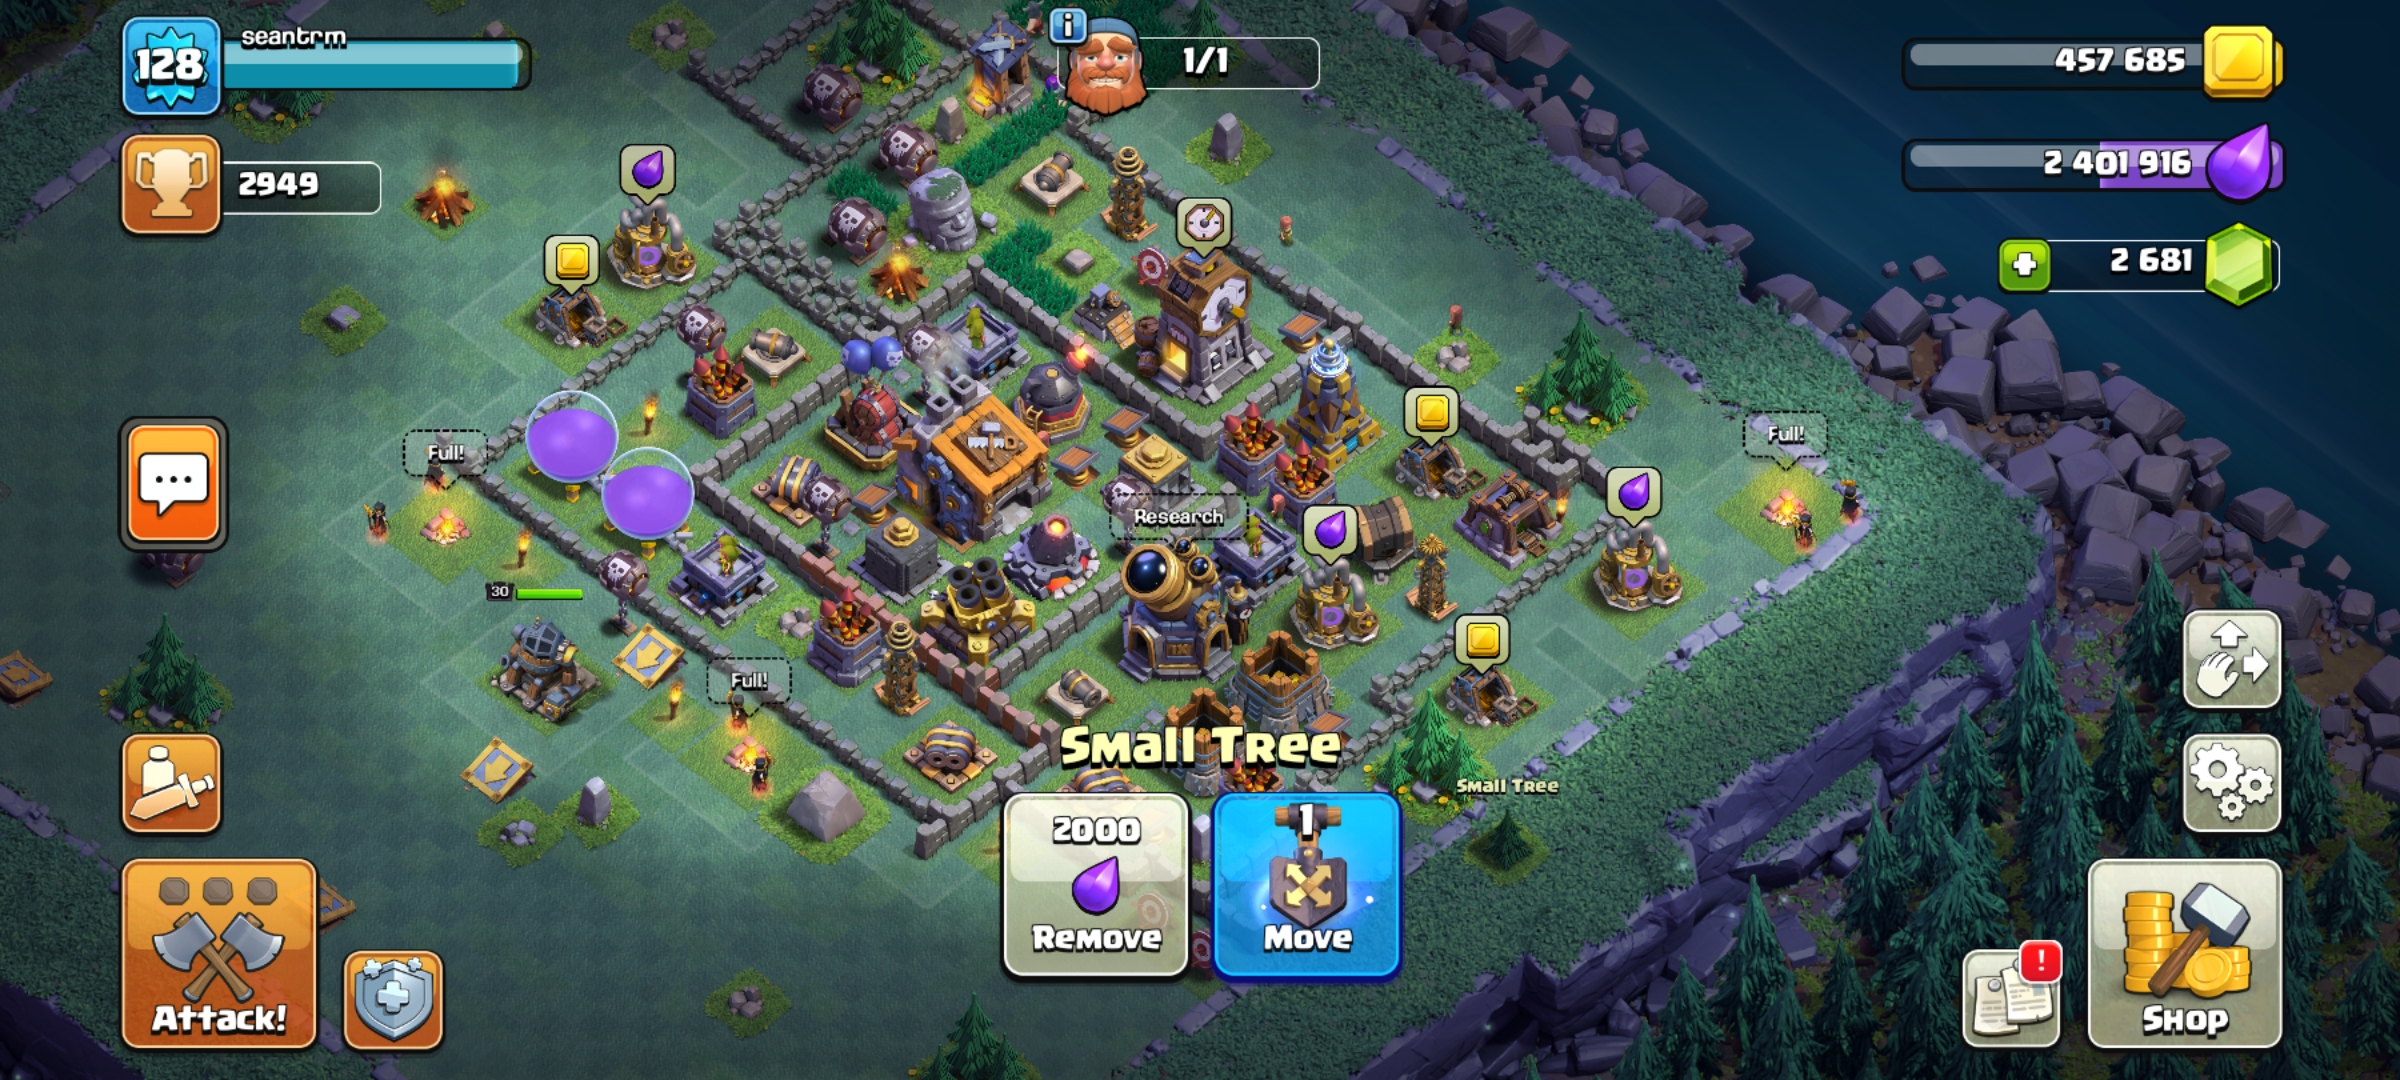 128
seantrm
1/1
457 685
2949
2 401 916
2 681
Full!
Full!
Research
30
Full!
Small Tree
Small Tree
2000
Remove
1
Move
Attack!
!
Shop